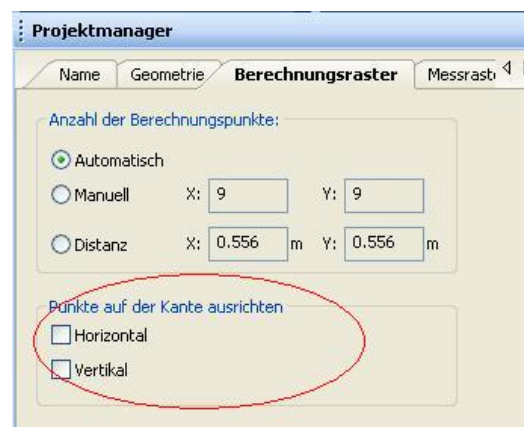 Projektmanager
Name Geometrie Berechnungsraster
Anzahl der Berechnungspunkte:
Automatisch
Manuell X: 9 Y: 9
Distanz X: 0.556 m Y: 0.556 m
Punkte auf der Kante ausrichten
Horizontal
Vertikal